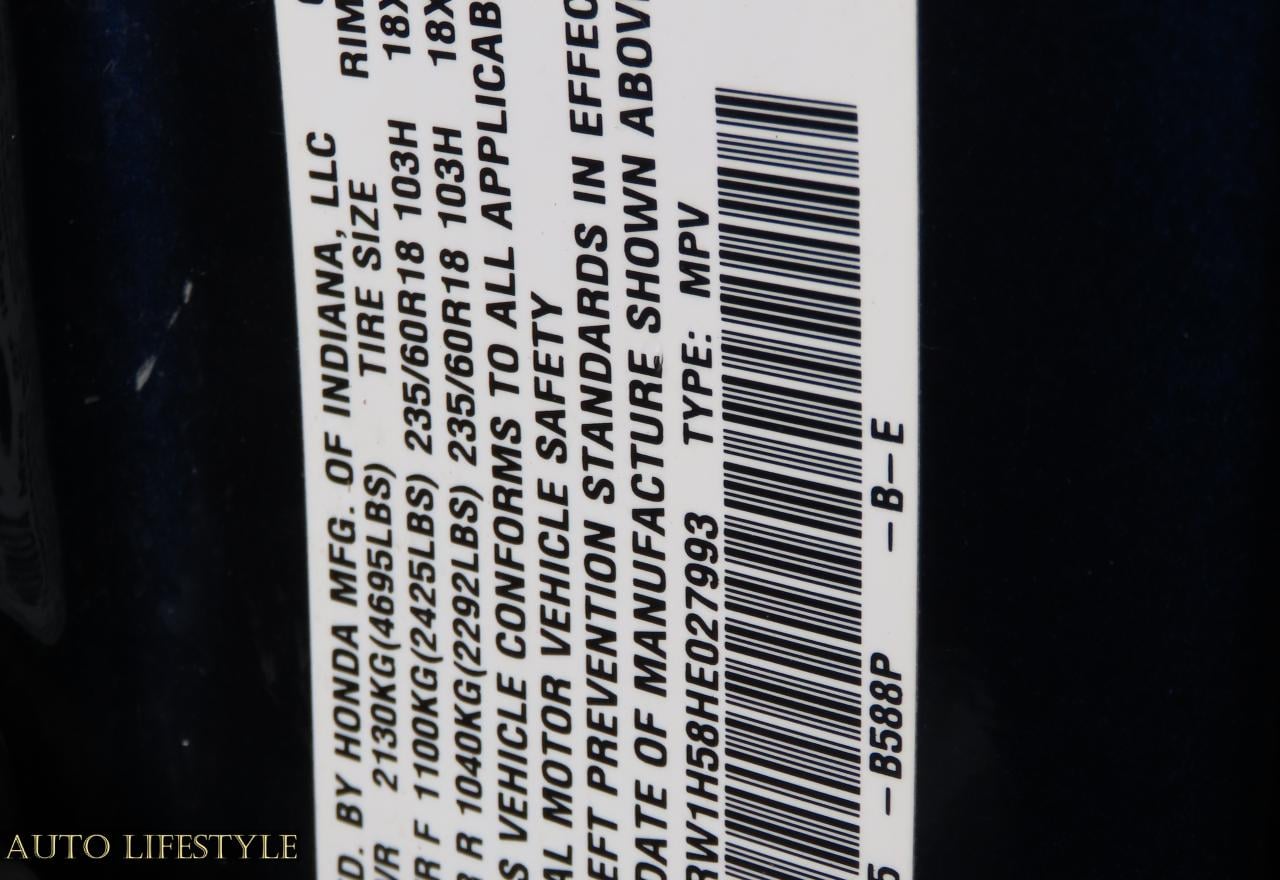 D. BY HONDA MFG. OF INDIANA, LLC
TIRE SIZE RIM
VR 2130KG(4695LBS)
R F 1100KG(2425LBS) 235/60R18 103H 18X
R R 1040KG(2292LBS) 235/60R18 103H 18X
S VEHICLE CONFORMS TO ALL APPLICAB
AL MOTOR VEHICLE SAFETY
EFT PREVENTION STANDARDS IN EFFEC
DATE OF MANUFACTURE SHOWN ABOV
RW1H58HE027993 TYPE: MPV
-B588P -B-E
AUTO LIFESTYLE